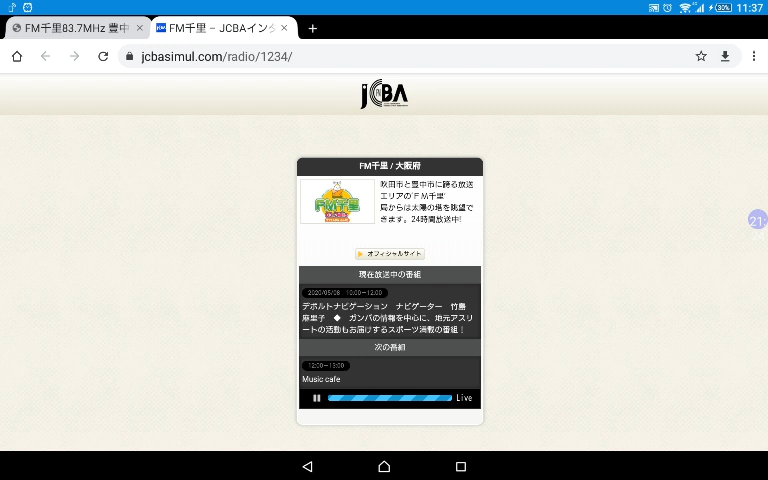 30% 11:37
FM千里83.7MHz 豊中
FM千里 – JCBAインタ
jcbasimul.com/radio/1234/
JCBA
FM千里 / 大阪府
FM千里
吹田市と豊中市に跨る放送
エリアの"ＦＭ千里"
局からは太陽の塔を眺望で
きます。24時間放送中!
オフィシャルサイト
現在放送中の番組
2020/05/08 10:00～12:00
デポルトナビゲーション　ナビゲーター　竹島
麻里子　◆　ガンバの情報を中心に、地元アスリ
ートの活動もお届けするスポーツ満載の番組！
次の番組
12:00～13:00
Music cafe
Live
21: